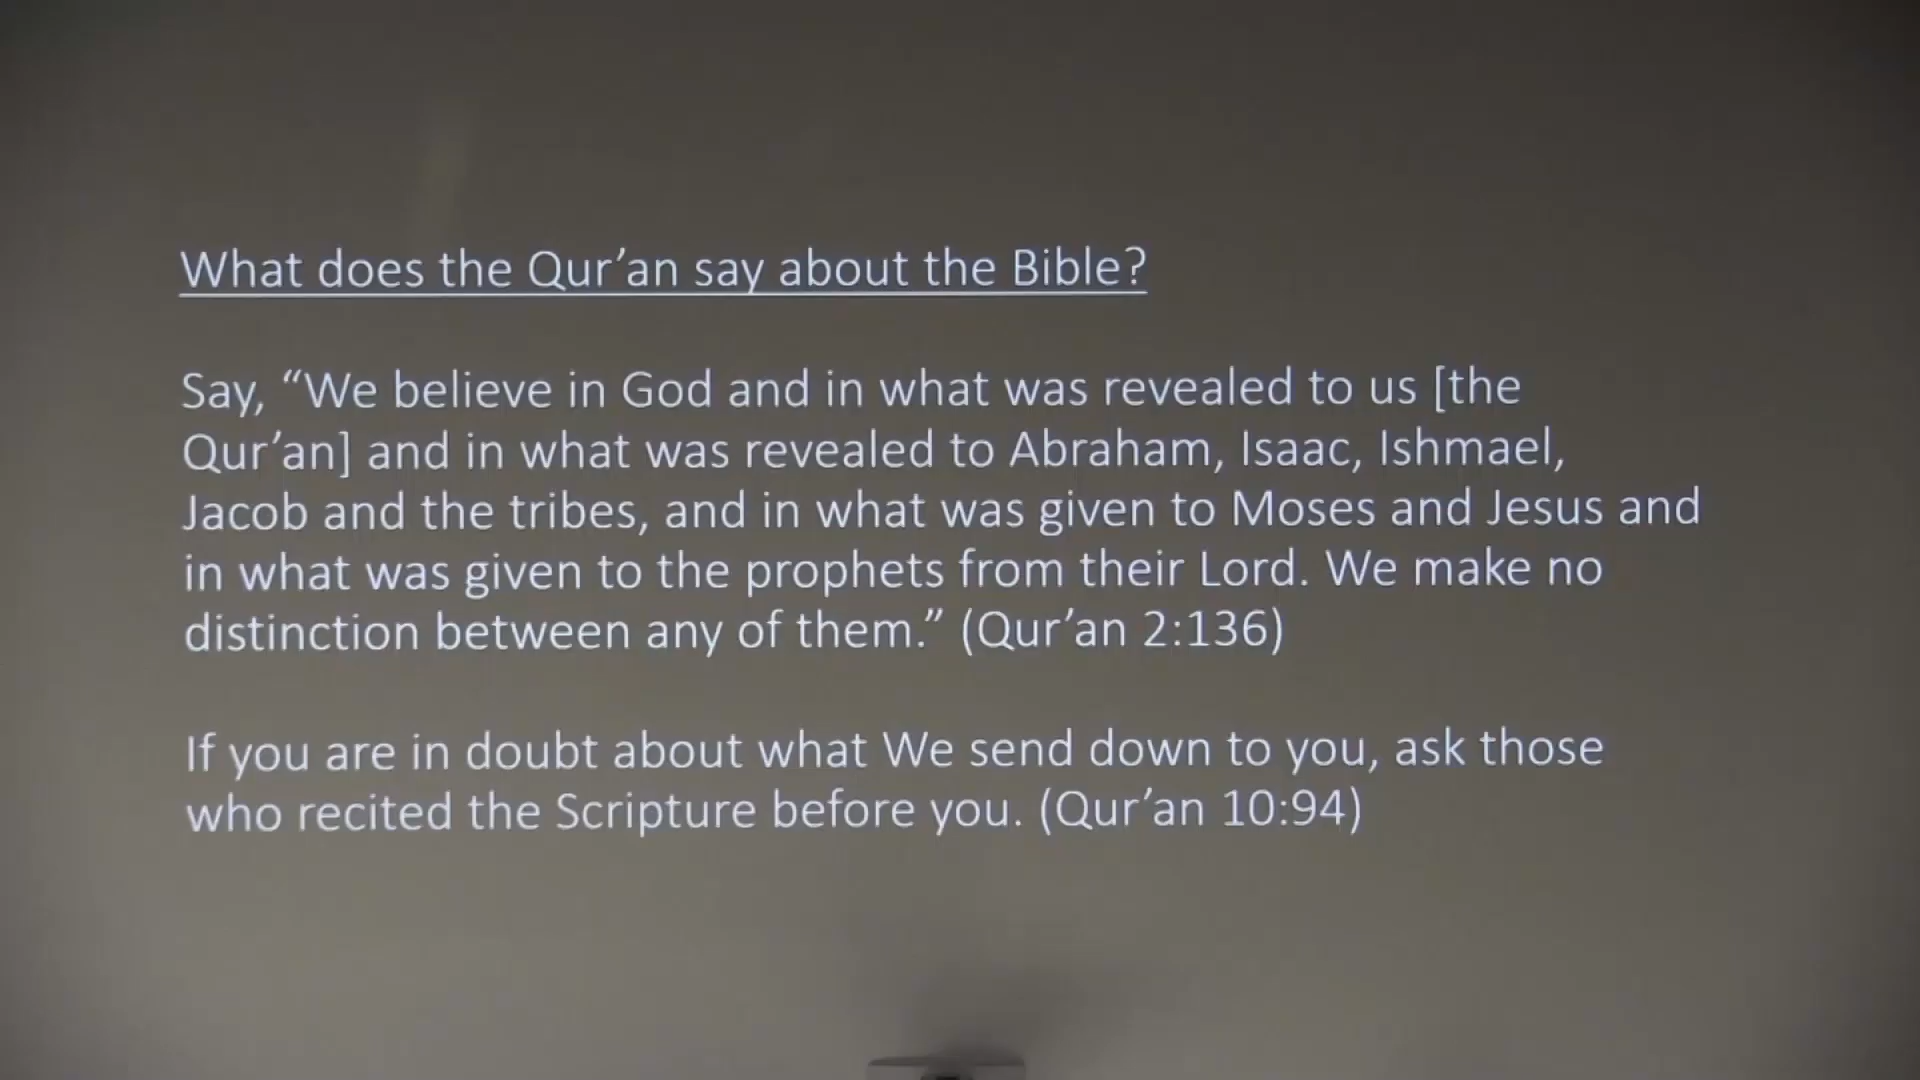 What does the Qur’an say about the Bible?
Say, “We believe in God and in what was revealed to us [the
Qur’an] and in what was revealed to Abraham, Isaac, Ishmael,
Jacob and the tribes, and in what was given to Moses and Jesus and
in what was given to the prophets from their Lord. We make no
distinction between any of them.” (Qur’an 2:136)
If you are in doubt about what We send down to you, ask those
who recited the Scripture before you. (Qur’an 10:94)